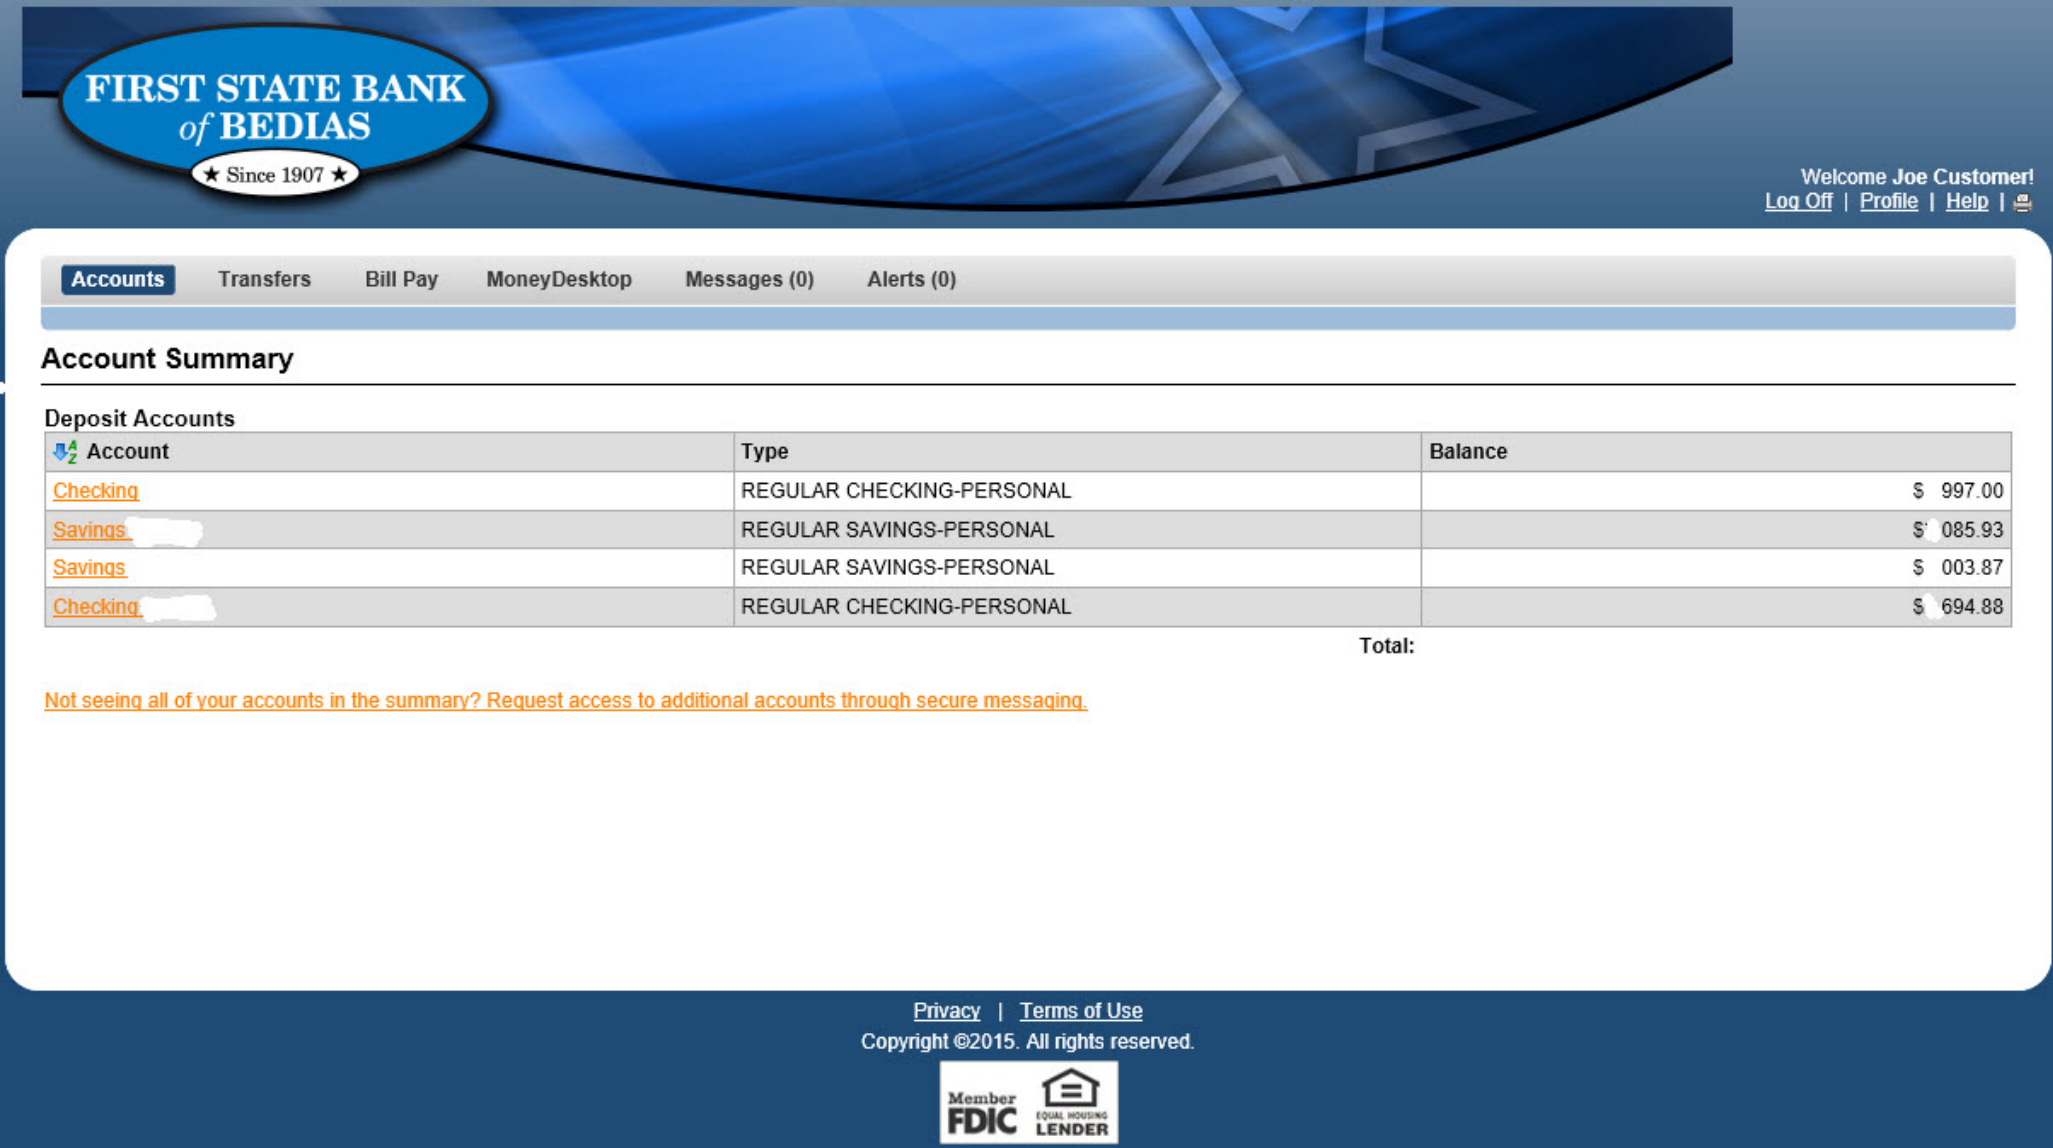 FIRST STATE BANK
of BEDIAS
★ Since 1907 ★
Welcome Joe Customer!
Log Off | Profile | Help |
Accounts Transfers Bill Pay MoneyDesktop Messages (0) Alerts (0)
Account Summary
Deposit Accounts
Account Type Balance
Checking REGULAR CHECKING-PERSONAL $ 997.00
Savings REGULAR SAVINGS-PERSONAL $ 085.93
Savings REGULAR SAVINGS-PERSONAL $ 003.87
Checking REGULAR CHECKING-PERSONAL $ 694.88
Total:
Not seeing all of your accounts in the summary? Request access to additional accounts through secure messaging.
Privacy | Terms of Use
Copyright ©2015. All rights reserved.
Member
FDIC
EQUAL HOUSING
LENDER